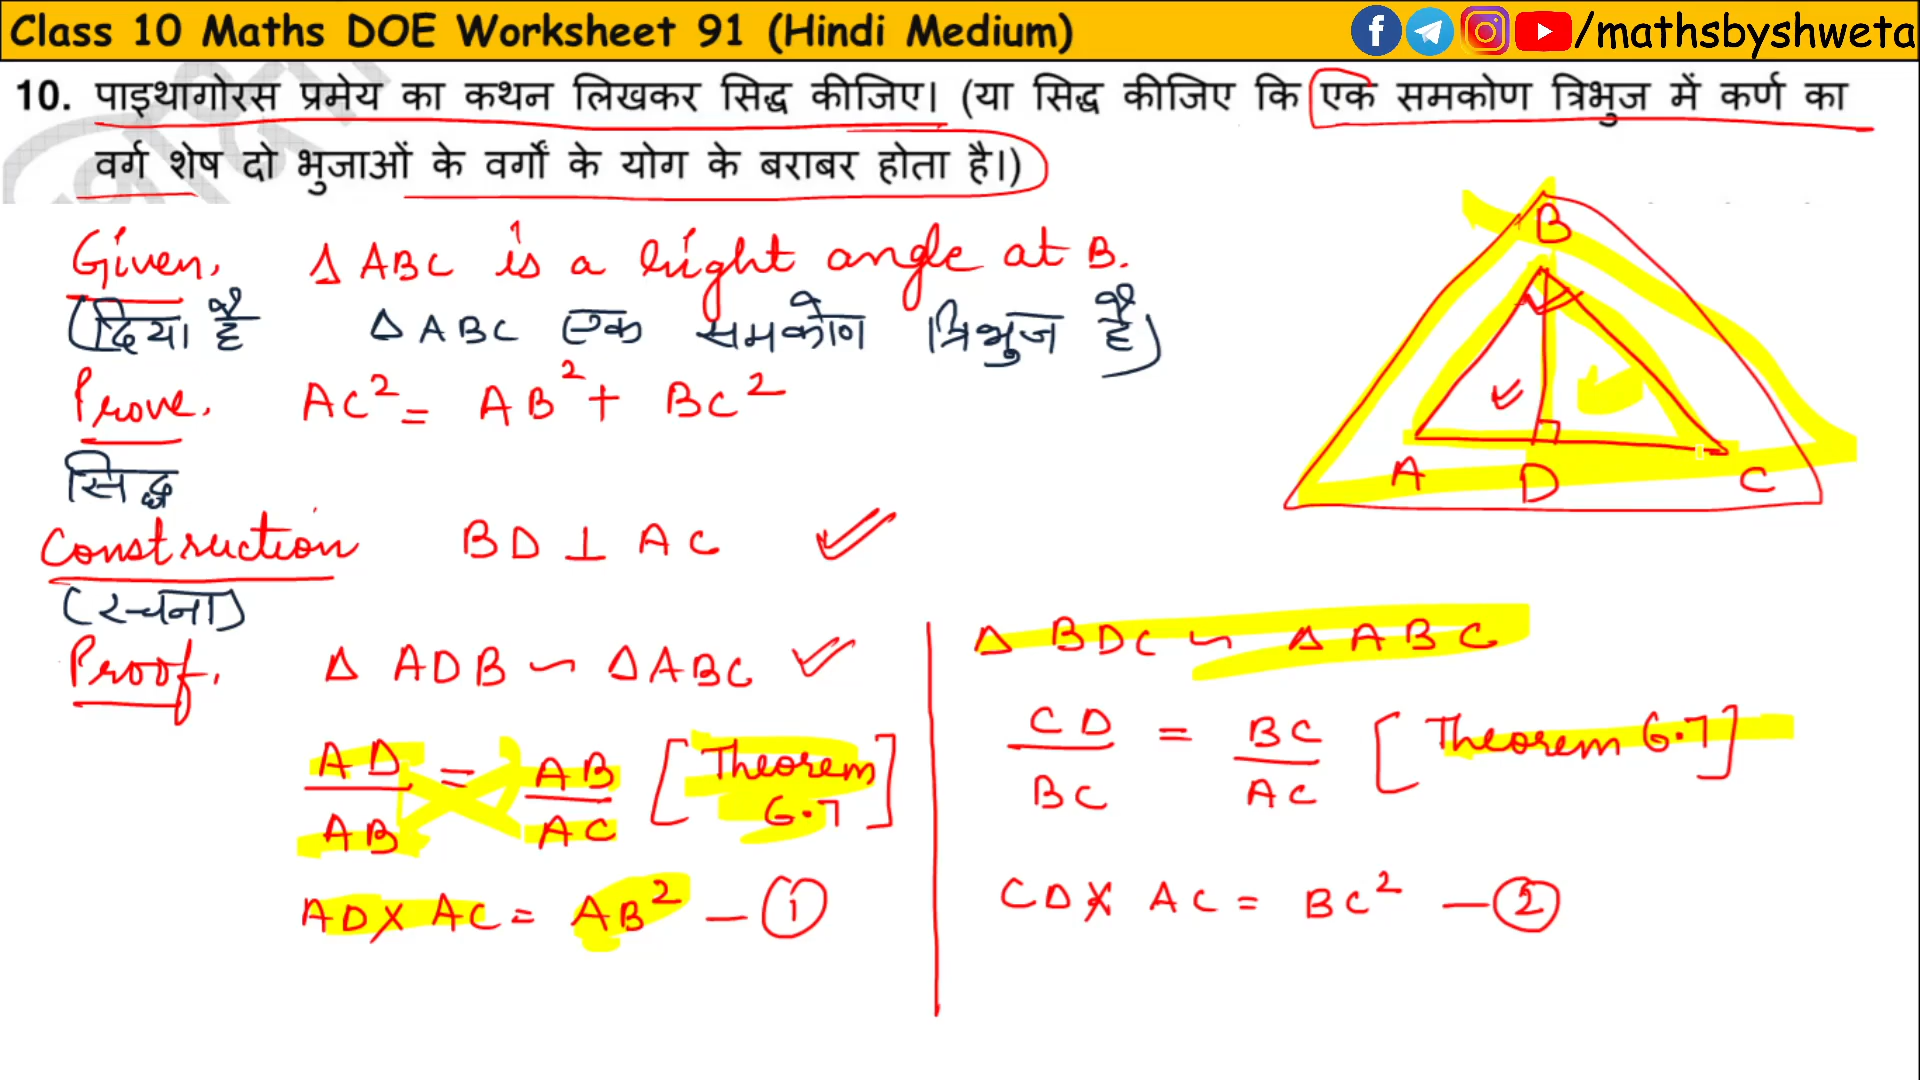 Class 10 Maths DOE Worksheet 91 (Hindi Medium)
/mathsbyshweta
10. पाइथागोरस प्रमेय का कथन लिखकर सिद्ध कीजिए। (या सिद्ध कीजिए कि एक समकोण त्रिभुज में कर्ण का
वर्ग शेष दो भुजाओं के वर्गों के योग के बराबर होता है।)
Given. Δ ABC is a right angle at B.
(दिया है Δ ABC एक समकोण त्रिभुज है)
Prove. AC² = AB² + BC²
सिद्ध
Construction BD ⊥ AC ✓
(रचना)
Proof. Δ ADB ∽ Δ ABC ✓
AD/AB = AB/AC [Theorem
6.7]
AD × AC = AB² — ①
Δ BDC ∽ Δ ABC
CD/BC = BC/AC [Theorem 6.7]
CD × AC = BC² — ②
B
A D C